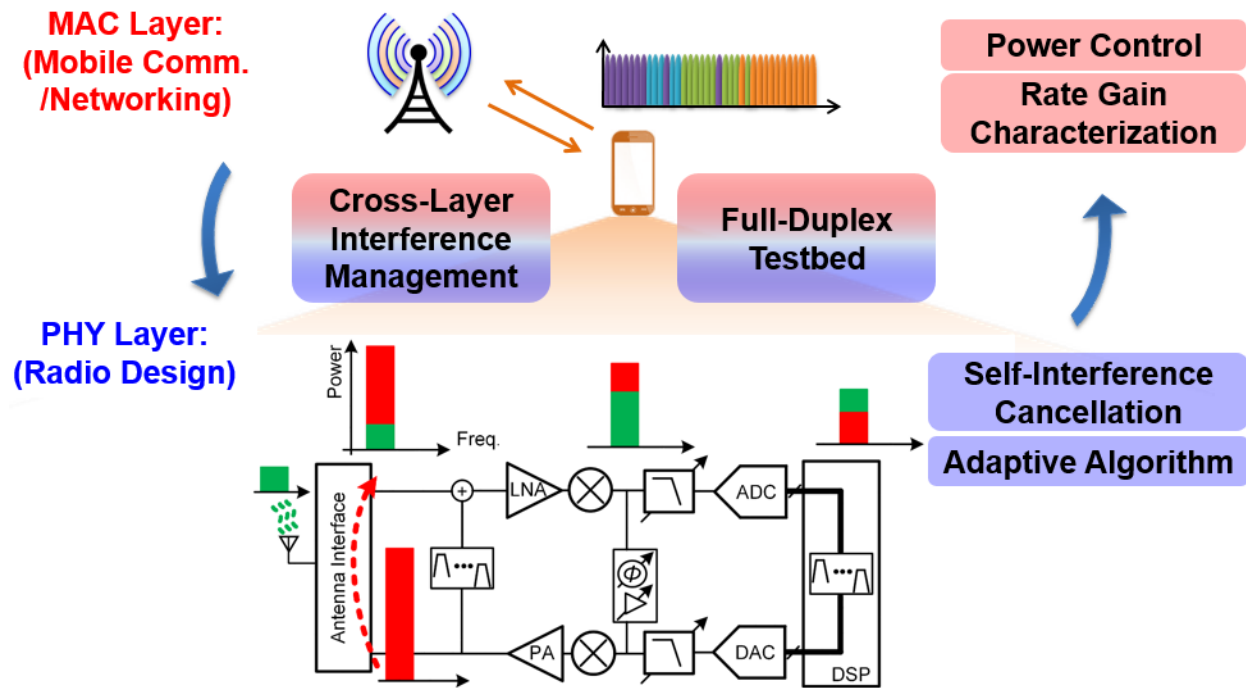 MAC Layer:
(Mobile Comm.
/Networking)
Power Control
Rate Gain
Characterization
Cross-Layer
Interference
Management
Full-Duplex
Testbed
PHY Layer:
(Radio Design)
Self-Interference
Cancellation
Adaptive Algorithm
Power
Freq.
Antenna Interface
+
LNA
ADC
Φ
PA
DAC
DSP